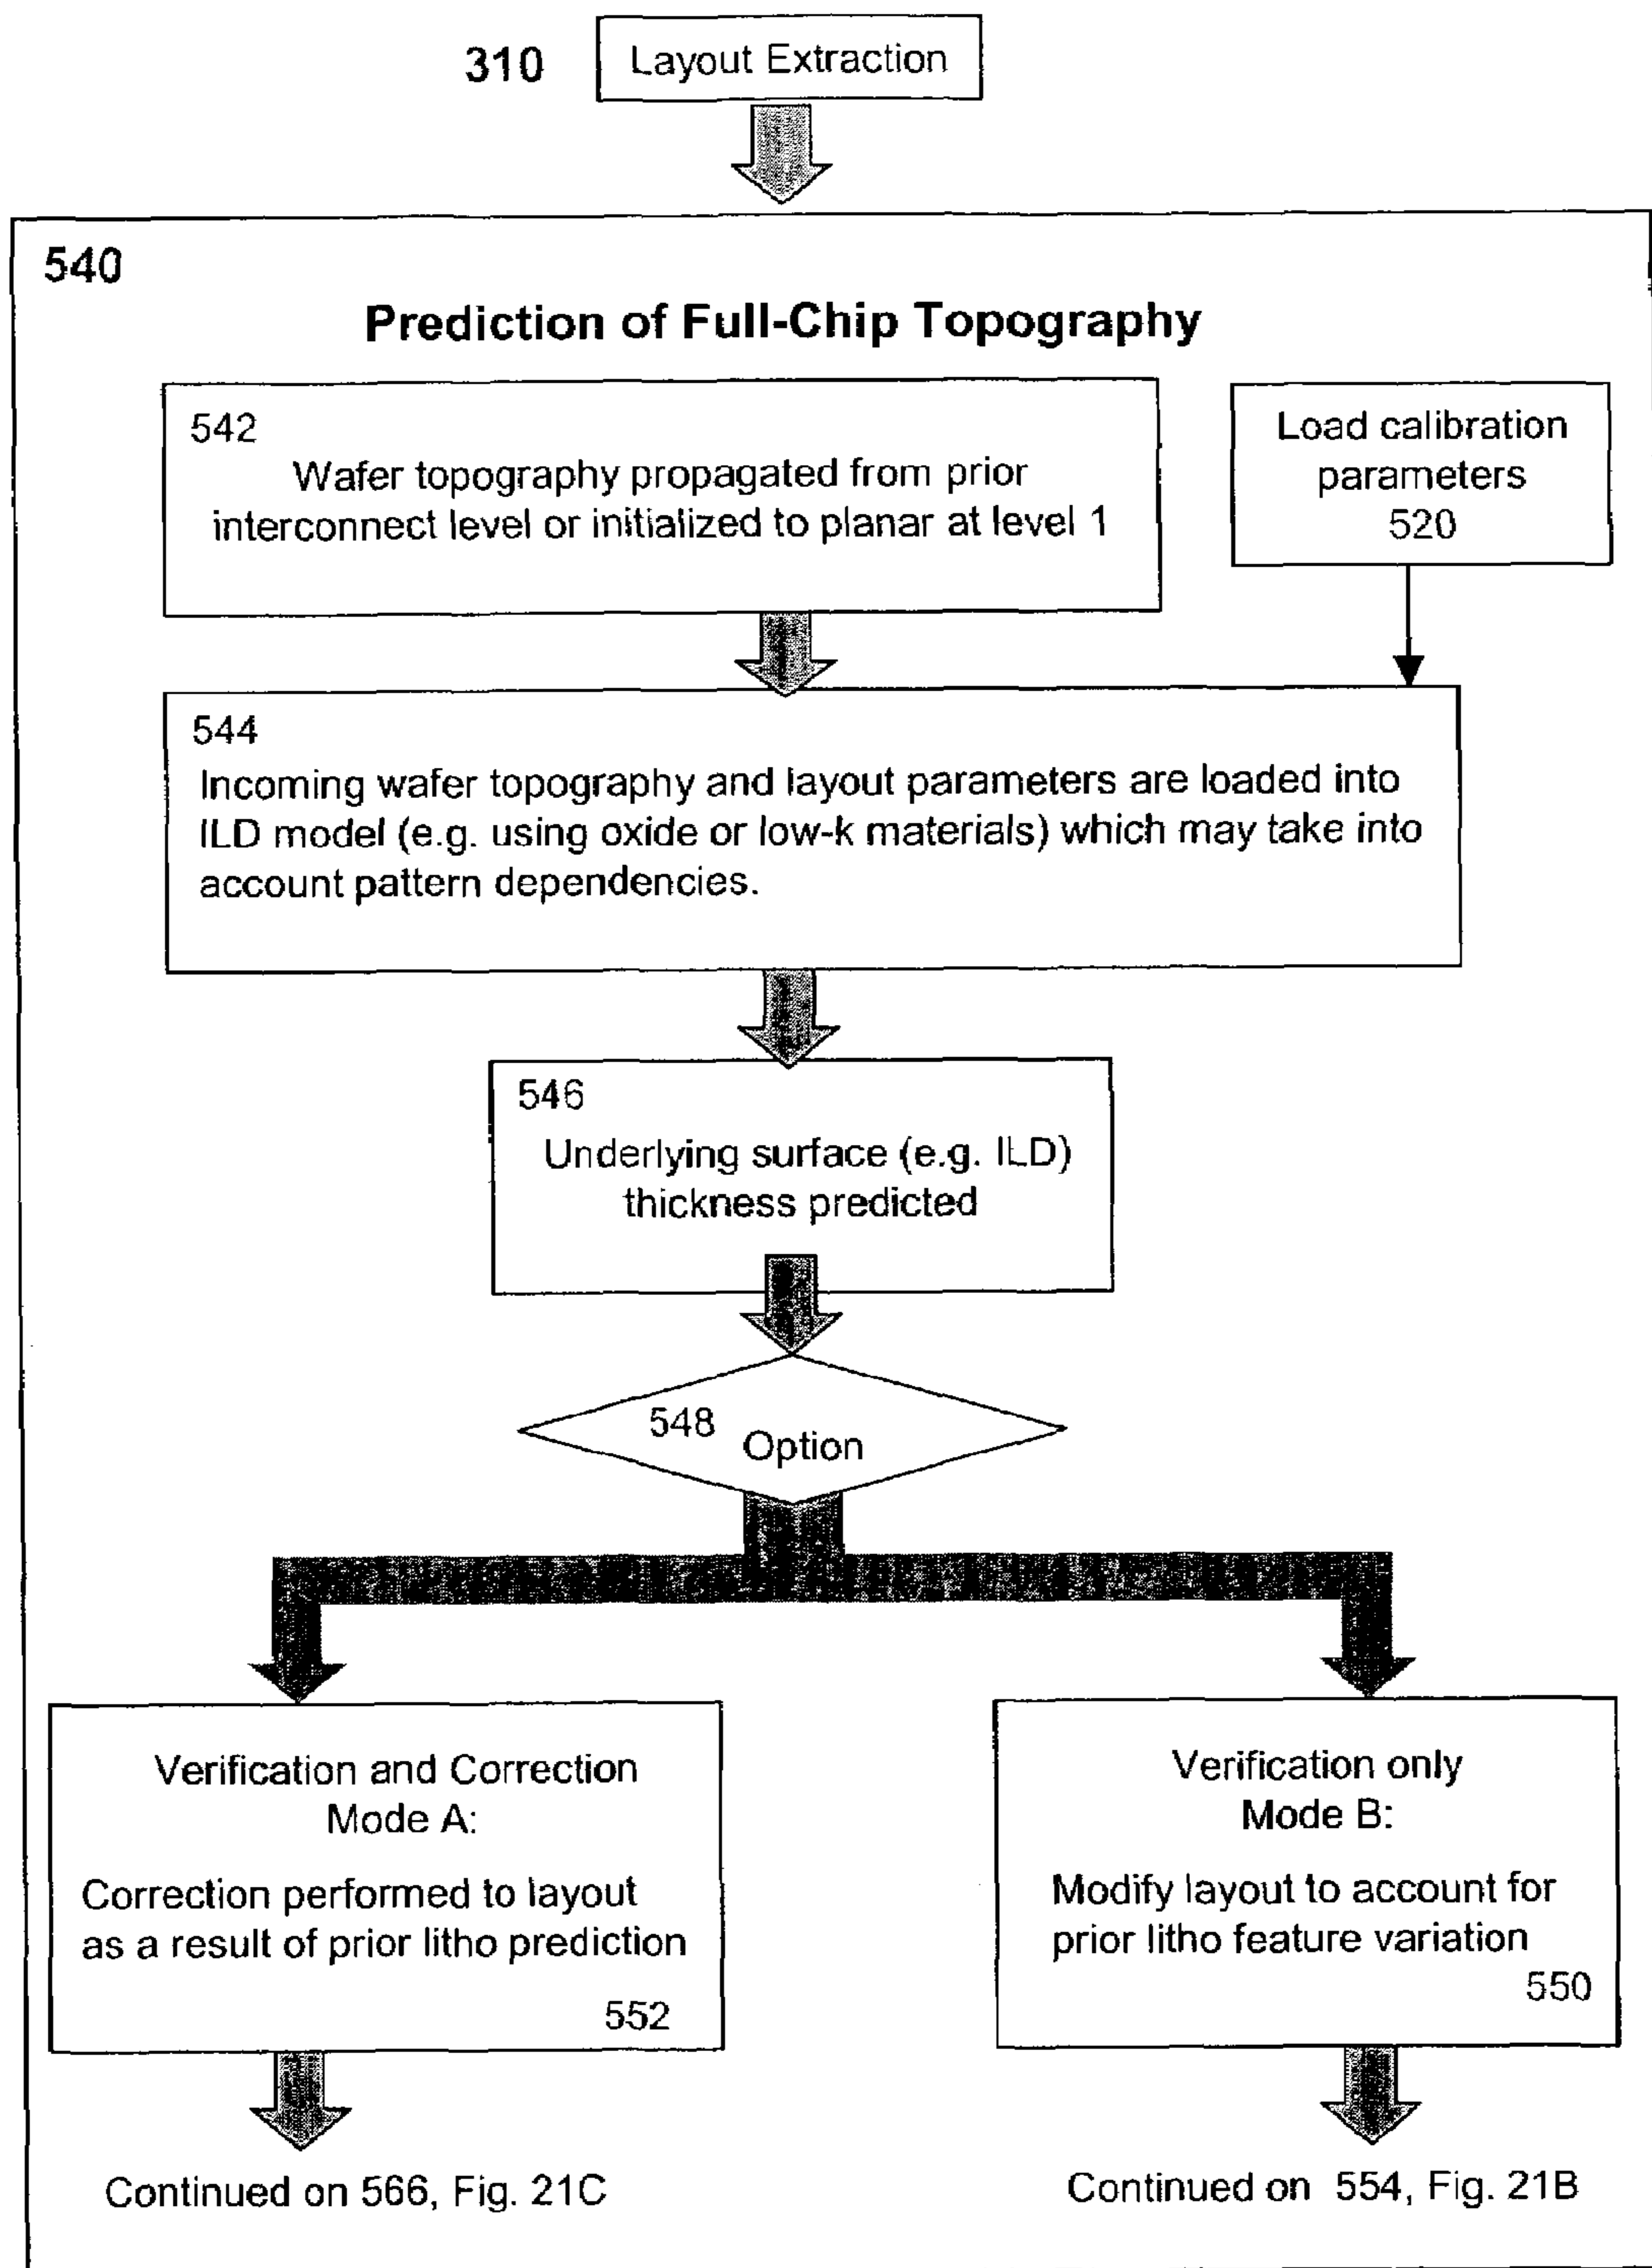 310
Layout Extraction
540
Prediction of Full-Chip Topography
542
Wafer topography propagated from prior
interconnect level or initialized to planar at level 1
Load calibration
parameters
520
544
Incoming wafer topography and layout parameters are loaded into
ILD model (e.g. using oxide or low-k materials) which may take into
account pattern dependencies.
546
Underlying surface (e.g. ILD)
thickness predicted
548
Option
Verification and Correction
Mode A:
Correction performed to layout
as a result of prior litho prediction
552
Verification only
Mode B:
Modify layout to account for
prior litho feature variation
550
Continued on 566, Fig. 21C
Continued on 554, Fig. 21B